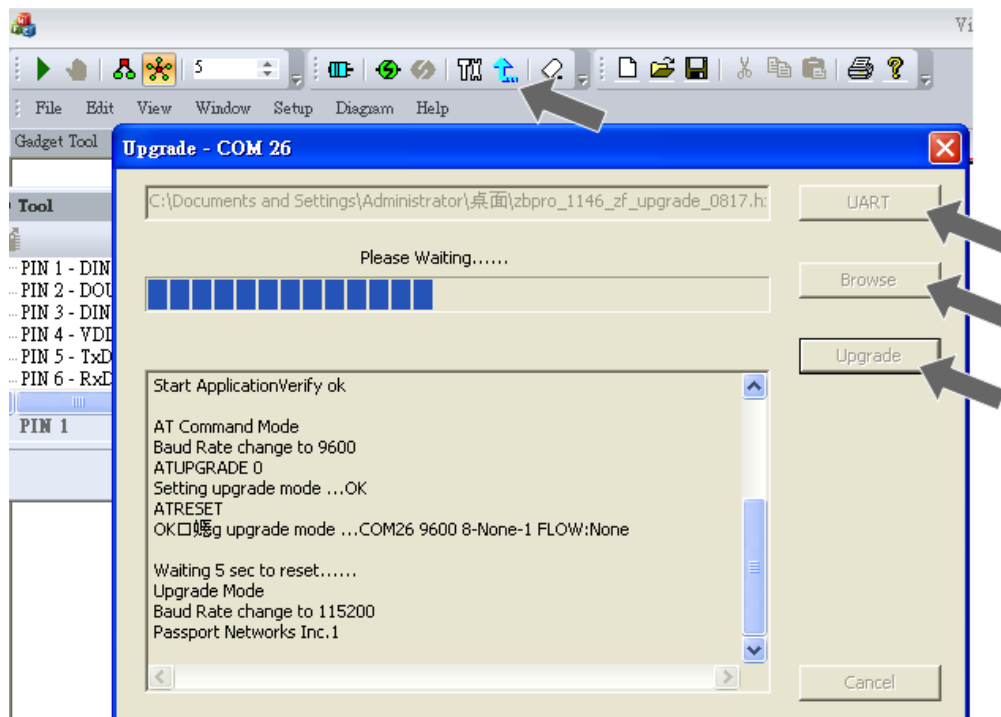 Vi
5
TX
File Edit View Window Setup Diagram Help
Gadget Tool
Upgrade - COM 26
C:\Documents and Settings\Administrator\桌面\zbpro_1146_zf_upgrade_0817.h
UART
Tool
Please Waiting......
Browse
PIN 1 - DIN
PIN 2 - DOU
PIN 3 - DIN
PIN 4 - VDD
PIN 5 - TxD
PIN 6 - RxD
Upgrade
PIN 1
Start ApplicationVerify ok
AT Command Mode
Baud Rate change to 9600
ATUPGRADE 0
Setting upgrade mode ...OK
ATRESET
g upgrade mode ...COM26 9600 8-None-1 FLOW:None
Waiting 5 sec to reset......
Upgrade Mode
Baud Rate change to 115200
Passport Networks Inc.1
Cancel